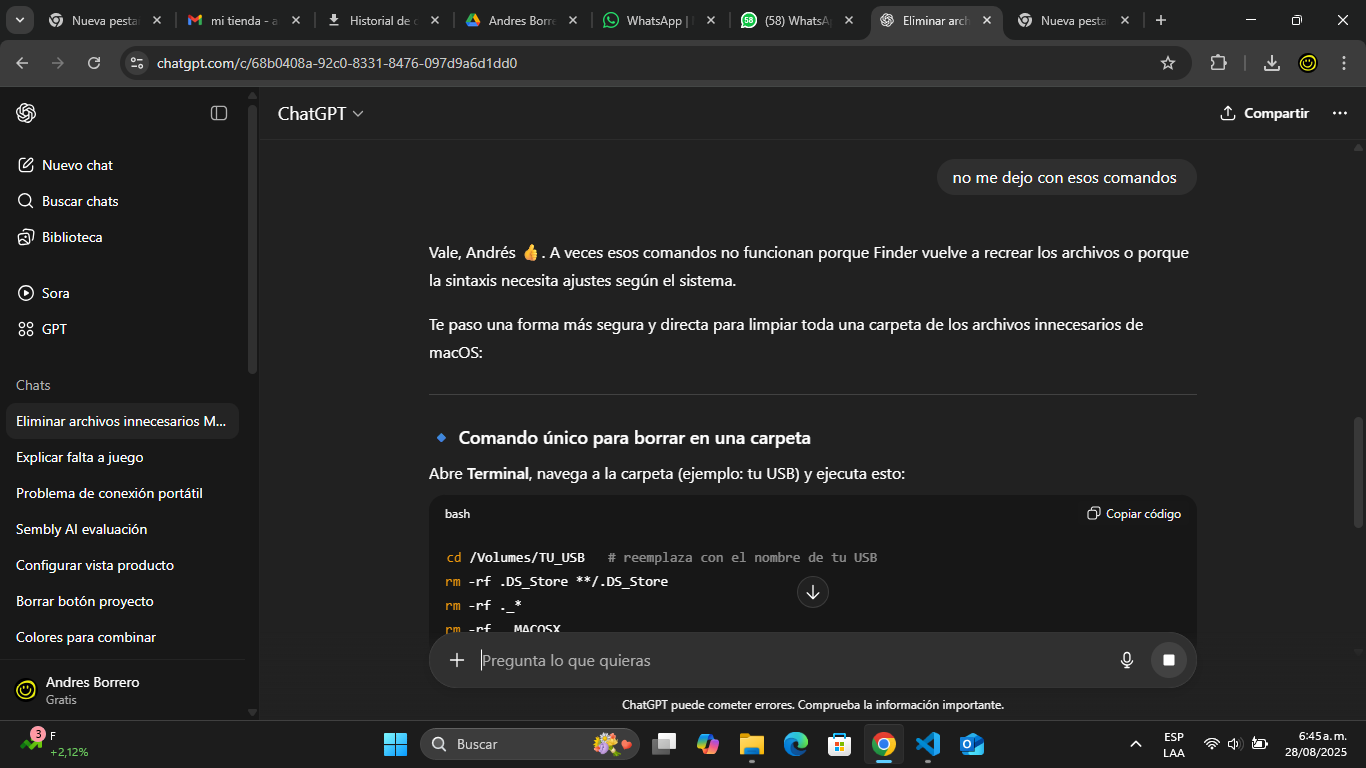 Nueva pesta
mi tienda - a
Historial de c
Andres Borre
WhatsApp |
(58) WhatsA
Eliminar arch
Nueva pesta
chatgpt.com/c/68b0408a-92c0-8331-8476-097d9a6d1dd0
ChatGPT
Compartir
Nuevo chat
Buscar chats
Biblioteca
Sora
GPT
Chats
Eliminar archivos innecesarios M...
Explicar falta a juego
Problema de conexión portátil
Sembly AI evaluación
Configurar vista producto
Borrar botón proyecto
Colores para combinar
Andres Borrero
Gratis
no me dejo con esos comandos
Vale, Andrés 👍. A veces esos comandos no funcionan porque Finder vuelve a recrear los archivos o porque
la sintaxis necesita ajustes según el sistema.
Te paso una forma más segura y directa para limpiar toda una carpeta de los archivos innecesarios de
macOS:
🔹 Comando único para borrar en una carpeta
Abre Terminal, navega a la carpeta (ejemplo: tu USB) y ejecuta esto:
bash
Copiar código
cd /Volumes/TU_USB   # reemplaza con el nombre de tu USB
rm -rf .DS_Store **/.DS_Store
rm -rf ._*
rm -rf __MACOSX
Pregunta lo que quieras
ChatGPT puede cometer errores. Comprueba la información importante.
3
F
+2,12%
Buscar
ESP
LAA
6:45 a. m.
28/08/2025